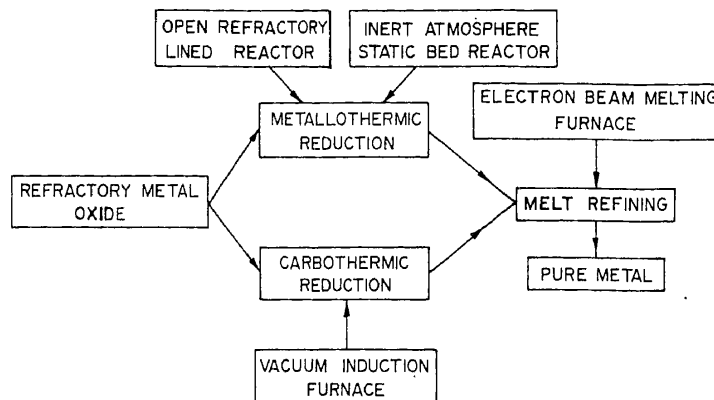 OPEN REFRACTORY
LINED REACTOR
INERT ATMOSPHERE
STATIC BED REACTOR
METALLOTHERMIC
REDUCTION
ELECTRON BEAM MELTING
FURNACE
REFRACTORY METAL
OXIDE
MELT REFINING
CARBOTHERMIC
REDUCTION
PURE METAL
VACUUM INDUCTION
FURNACE